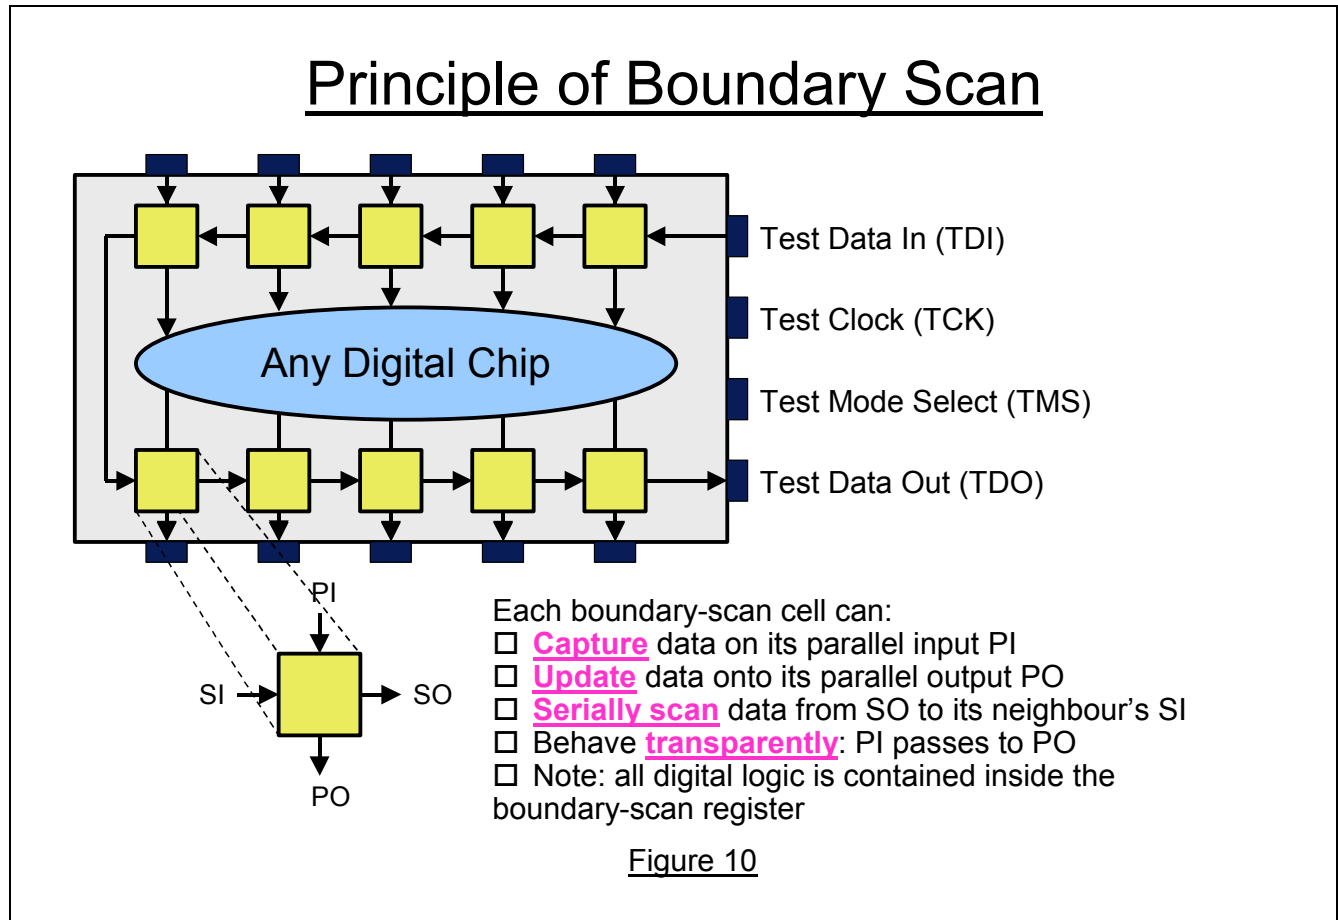 Principle of Boundary Scan
Test Data In (TDI)
Test Clock (TCK)
Any Digital Chip
Test Mode Select (TMS)
Test Data Out (TDO)
PI
SI
SO
PO
Each boundary-scan cell can:
□ Capture data on its parallel input PI
□ Update data onto its parallel output PO
□ Serially scan data from SO to its neighbour's SI
□ Behave transparently: PI passes to PO
□ Note: all digital logic is contained inside the
boundary-scan register
Figure 10